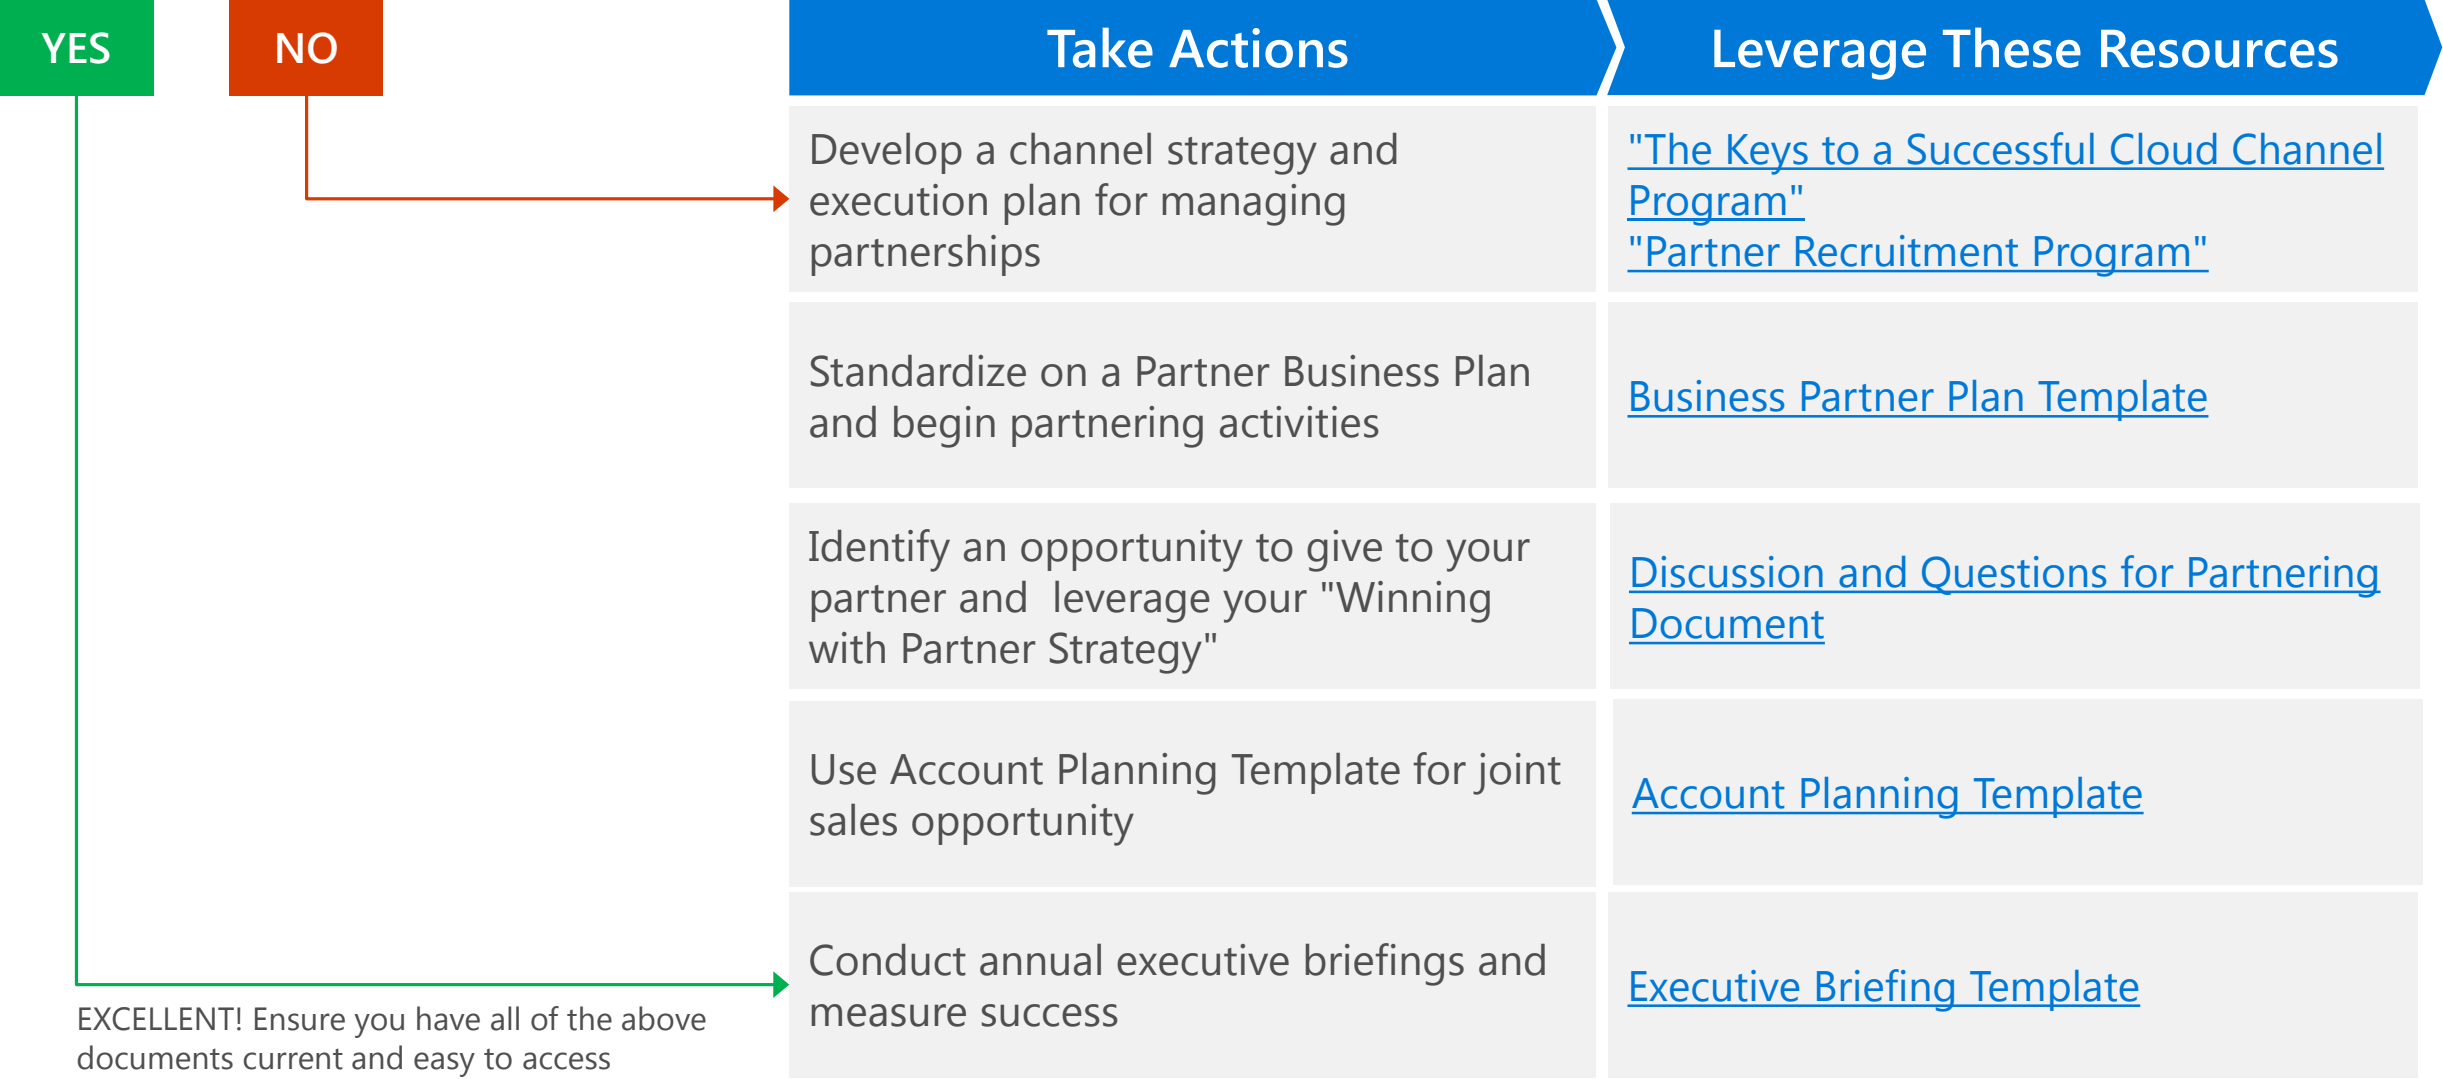 YES
NO
Take Actions
Leverage These Resources
Develop a channel strategy and
execution plan for managing
partnerships
"The Keys to a Successful Cloud Channel
Program"
"Partner Recruitment Program"
Standardize on a Partner Business Plan
and begin partnering activities
Business Partner Plan Template
Identify an opportunity to give to your
partner and  leverage your "Winning
with Partner Strategy"
Discussion and Questions for Partnering
Document
Use Account Planning Template for joint
sales opportunity
Account Planning Template
Conduct annual executive briefings and
measure success
Executive Briefing Template
EXCELLENT! Ensure you have all of the above
documents current and easy to access